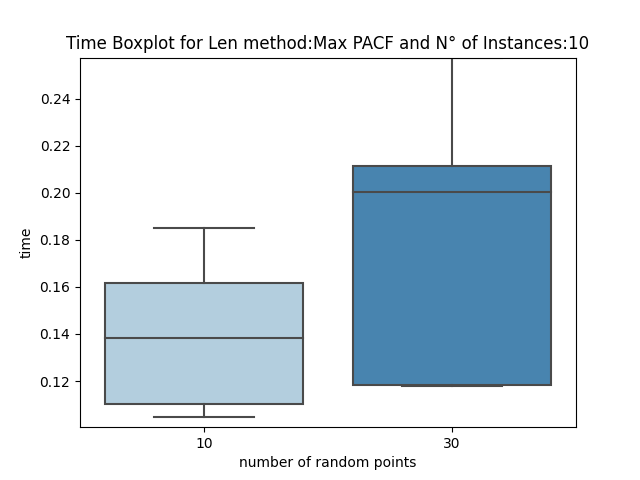 Time Boxplot for Len method:Max PACF and N° of Instances:10
0.24
0.22
0.20
0.18
0.16
0.14
0.12
time
10 30
number of random points